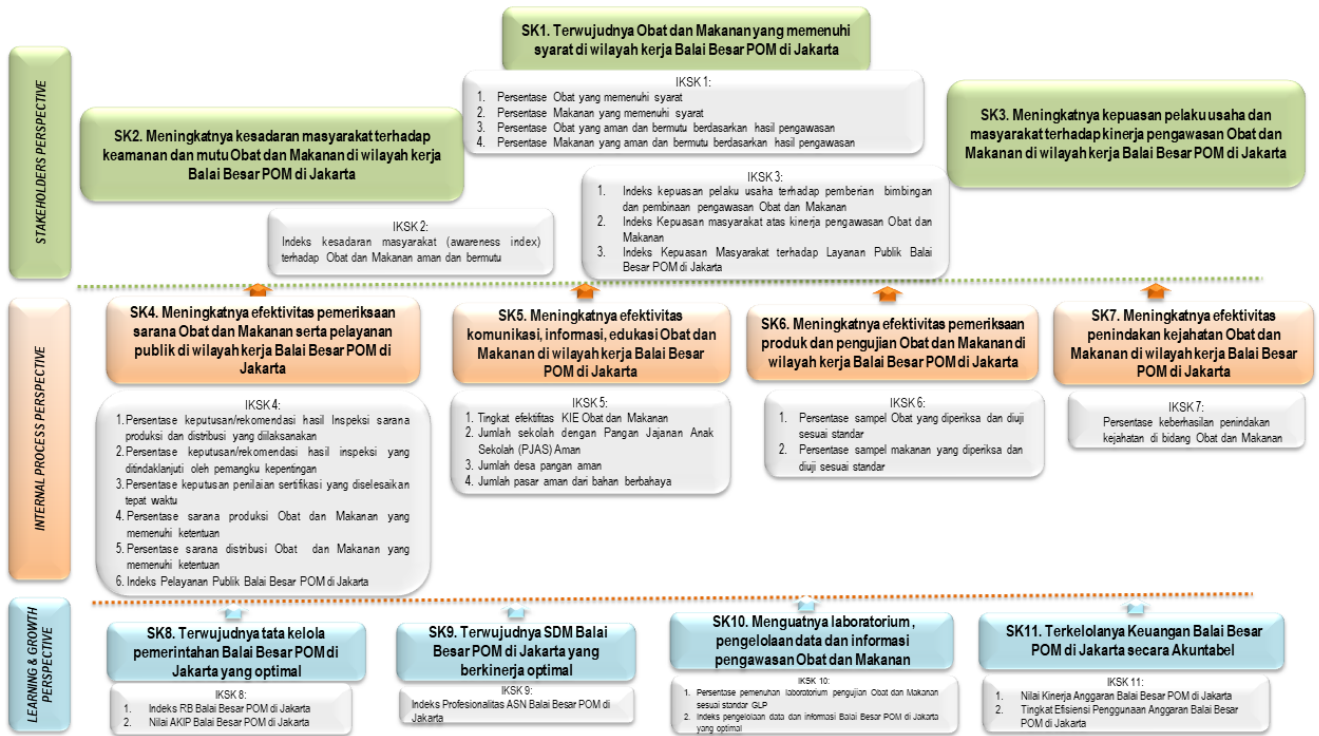 STAKEHOLDERS PERSPECTIVE
SK1. Terwujudnya Obat dan Makanan yang memenuhi
syarat di wilayah kerja Balai Besar POM di Jakarta
IKSK 1:
1. Persentase Obat yang memenuhi syarat
2. Persentase Makanan yang memenuhi syarat
3. Persentase Obat yang aman dan bermutu berdasarkan hasil pengawasan
4. Persentase Makanan yang aman dan bermutu berdasarkan hasil pengawasan
SK2. Meningkatnya kesadaran masyarakat terhadap
keamanan dan mutu Obat dan Makanan di wilayah kerja
Balai Besar POM di Jakarta
IKSK 2:
Indeks kesadaran masyarakat (awareness index)
terhadap Obat dan Makanan aman dan bermutu
SK3. Meningkatnya kepuasan pelaku usaha dan
masyarakat terhadap kinerja pengawasan Obat dan
Makanan di wilayah kerja Balai Besar POM di Jakarta
IKSK 3:
1. Indeks kepuasan pelaku usaha terhadap pemberian bimbingan
dan pembinaan pengawasan Obat dan Makanan
2. Indeks Kepuasan masyarakat atas kinerja pengawasan Obat dan
Makanan
3. Indeks Kepuasan Masyarakat terhadap Layanan Publik Balai
Besar POM di Jakarta
INTERNAL PROCESS PERSPECTIVE
SK4. Meningkatnya efektivitas pemeriksaan
sarana Obat dan Makanan serta pelayanan
publik di wilayah kerja Balai Besar POM di
Jakarta
IKSK 4:
1. Persentase keputusan/rekomendasi hasil Inspeksi sarana
produksi dan distribusi yang diilaksanakan
2. Persentase keputusan/rekomendasi hasil inspeksi yang
ditindaklanjuti oleh pemangku kepentingan
3. Persentase keputusan penilaian sertifikasi yang diselesaikan
tepat waktu
4. Persentase sarana produksi Obat dan Makanan yang
memenuhi ketentuan
5. Persentase sarana distribusi Obat dan Makanan yang
memenuhi ketentuan
6. Indeks Pelayanan Publik Balai Besar POM di Jakarta
SK5. Meningkatnya efektivitas
komunikasi, informasi, edukasi Obat dan
Makanan di wilayah kerja Balai Besar
POM di Jakarta
IKSK 5:
1. Tingkat efektifitas KIE Obat dan Makanan
2. Jumlah sekolah dengan Pangan Jajanan Anak
Sekolah (PJAS) Aman
3. Jumlah desa pangan aman
4. Jumlah pasar aman dari bahan berbahaya
SK6. Meningkatnya efektivitas pemeriksaan
produk dan pengujian Obat dan Makanan di
wilayah kerja Balai Besar POM di Jakarta
IKSK 6:
1. Persentase sampel Obat yang diperiksa dan diuji
sesuai standar
2. Persentase sampel makanan yang diperiksa dan
diuji sesuai standar
SK7. Meningkatnya efektivitas
penindakan kejahatan Obat dan
Makanan di wilayah kerja Balai Besar
POM di Jakarta
IKSK 7:
Persentase keberhasilan penindakan
kejahatan di bidang Obat dan Makanan
LEARNING & GROWTH
PERSPECTIVE
SK8. Terwujudnya tata kelola
pemerintahan Balai Besar POM di
Jakarta yang optimal
IKSK 8:
1. Indeks RB Balai Besar POM di Jakarta
2. Nilai AKIP Balai Besar POM di Jakarta
SK9. Terwujudnya SDM Balai
Besar POM di Jakarta yang
berkinerja optimal
IKSK 9:
Indeks Profesionalitas ASN Balai Besar POM di
Jakarta
SK10. Menguatnya laboratorium ,
pengelolaan data dan informasi
pengawasan Obat dan Makanan
IKSK 10:
1. Persentase pemenuhan laboratorium pengujian Obat dan Makanan
sesuai standar GLP
2. Indeks pengelolaan data dan informasi Balai Besar POM di Jakarta
yang optimal
SK11. Terkelolanya Keuangan Balai Besar
POM di Jakarta secara Akuntabel
IKSK 11:
1. Nilai Kinerja Anggaran Balai Besar POM di Jakarta
2. Tingkat Efisiensi Penggunaan Anggaran Balai Besar
POM di Jakarta